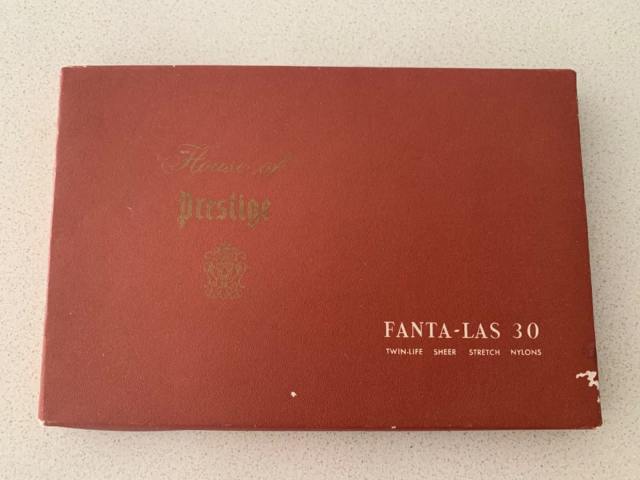 House of
Prestige
FANTA-LAS 30
TWIN-LIFE SHEER STRETCH NYLONS